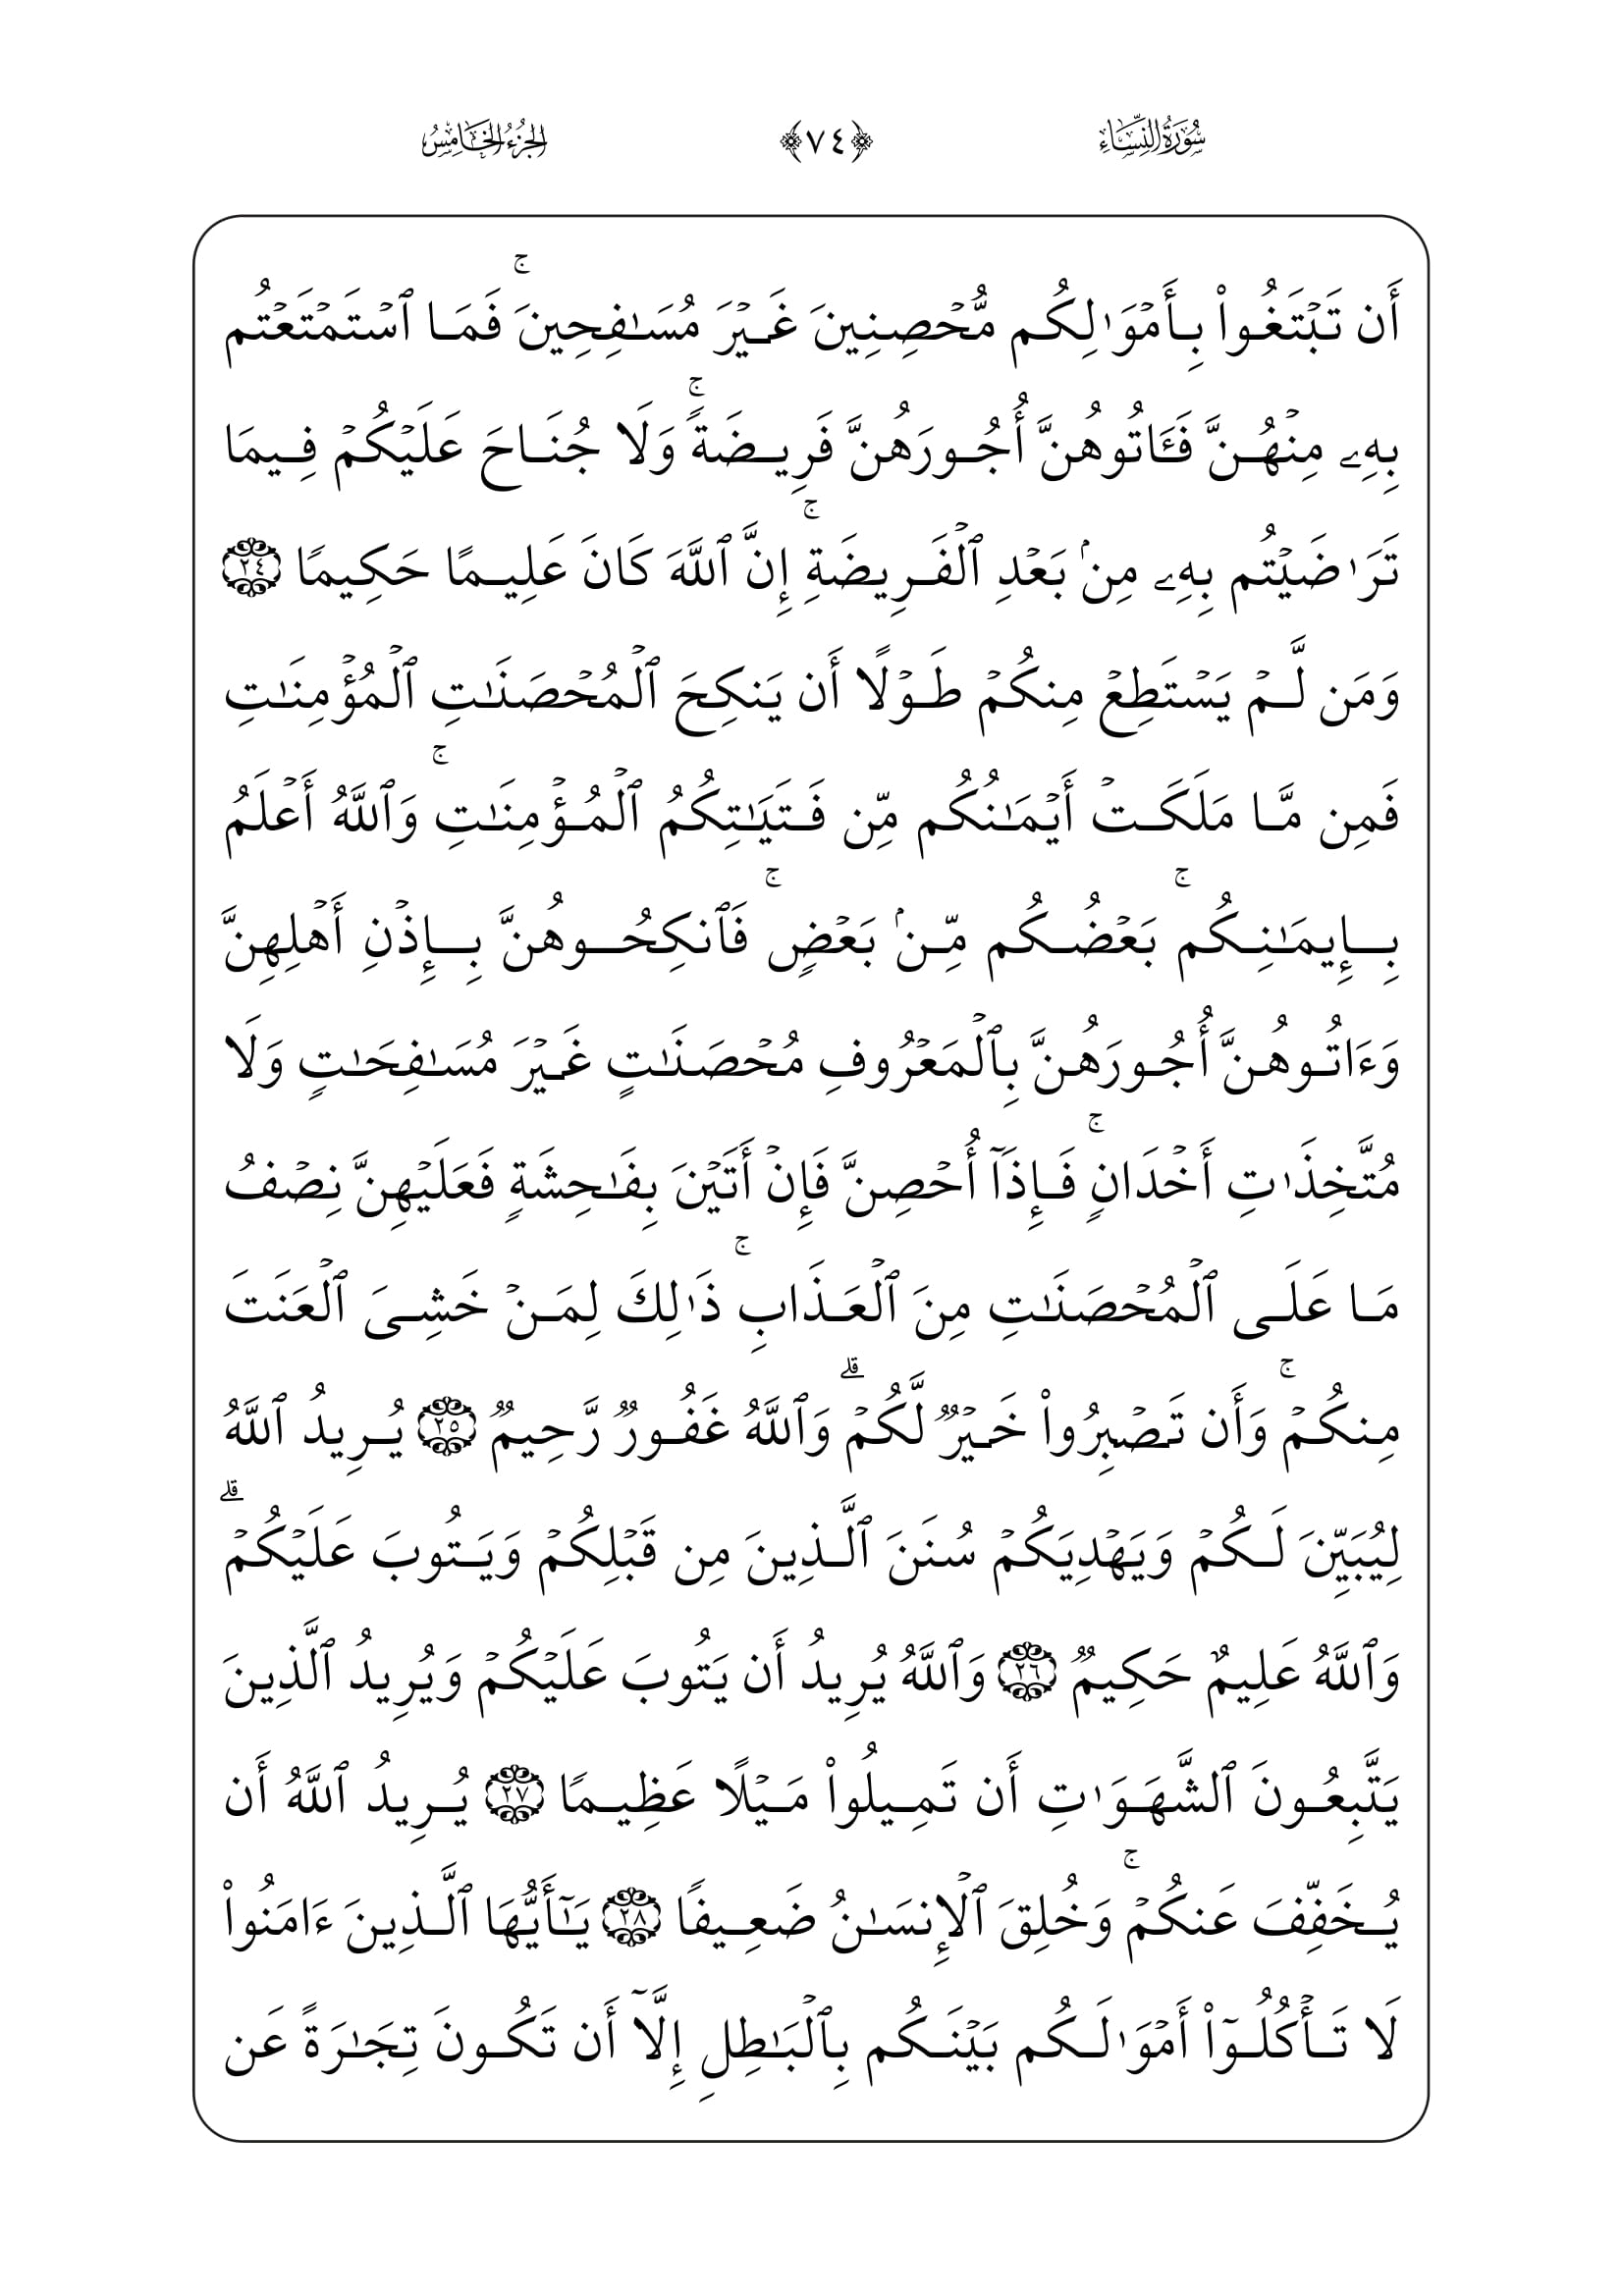 سُورَةُ النِّسَاءِ ﴿٧٤﴾ الجُزْءُ الخَامِسُ
أَن تَبۡتَغُواْ بِأَمۡوَٰلِكُم مُّحۡصِنِينَ غَيۡرَ مُسَٰفِحِينَۚ فَمَا ٱسۡتَمۡتَعۡتُم
بِهِۦ مِنۡهُنَّ فَـَٔاتُوهُنَّ أُجُورَهُنَّ فَرِيضَةٗۚ وَلَا جُنَاحَ عَلَيۡكُمۡ فِيمَا
تَرَٰضَيۡتُم بِهِۦ مِنۢ بَعۡدِ ٱلۡفَرِيضَةِۚ إِنَّ ٱللَّهَ كَانَ عَلِيمًا حَكِيمٗا ٢٤
وَمَن لَّمۡ يَسۡتَطِعۡ مِنكُمۡ طَوۡلًا أَن يَنكِحَ ٱلۡمُحۡصَنَٰتِ ٱلۡمُؤۡمِنَٰتِ
فَمِن مَّا مَلَكَتۡ أَيۡمَٰنُكُم مِّن فَتَيَٰتِكُمُ ٱلۡمُؤۡمِنَٰتِۚ وَٱللَّهُ أَعۡلَمُ
بِإِيمَٰنِكُمۚ بَعۡضُكُم مِّنۢ بَعۡضٖۚ فَٱنكِحُوهُنَّ بِإِذۡنِ أَهۡلِهِنَّ
وَءَاتُوهُنَّ أُجُورَهُنَّ بِٱلۡمَعۡرُوفِ مُحۡصَنَٰتٍ غَيۡرَ مُسَٰفِحَٰتٖ وَلَا
مُتَّخِذَٰتِ أَخۡدَانٖۚ فَإِذَآ أُحۡصِنَّ فَإِنۡ أَتَيۡنَ بِفَٰحِشَةٖ فَعَلَيۡهِنَّ نِصۡفُ
مَا عَلَى ٱلۡمُحۡصَنَٰتِ مِنَ ٱلۡعَذَابِۚ ذَٰلِكَ لِمَنۡ خَشِيَ ٱلۡعَنَتَ
مِنكُمۡۚ وَأَن تَصۡبِرُواْ خَيۡرٞ لَّكُمۡۗ وَٱللَّهُ غَفُورٞ رَّحِيمٞ ٢٥ يُرِيدُ ٱللَّهُ
لِيُبَيِّنَ لَكُمۡ وَيَهۡدِيَكُمۡ سُنَنَ ٱلَّذِينَ مِن قَبۡلِكُمۡ وَيَتُوبَ عَلَيۡكُمۡۗ
وَٱللَّهُ عَلِيمٌ حَكِيمٞ ٢٦ وَٱللَّهُ يُرِيدُ أَن يَتُوبَ عَلَيۡكُمۡ وَيُرِيدُ ٱلَّذِينَ
يَتَّبِعُونَ ٱلشَّهَوَٰتِ أَن تَمِيلُواْ مَيۡلًا عَظِيمٗا ٢٧ يُرِيدُ ٱللَّهُ أَن
يُخَفِّفَ عَنكُمۡۚ وَخُلِقَ ٱلۡإِنسَٰنُ ضَعِيفٗا ٢٨ يَٰٓأَيُّهَا ٱلَّذِينَ ءَامَنُواْ
لَا تَأۡكُلُوٓاْ أَمۡوَٰلَكُم بَيۡنَكُم بِٱلۡبَٰطِلِ إِلَّآ أَن تَكُونَ تِجَٰرَةً عَن